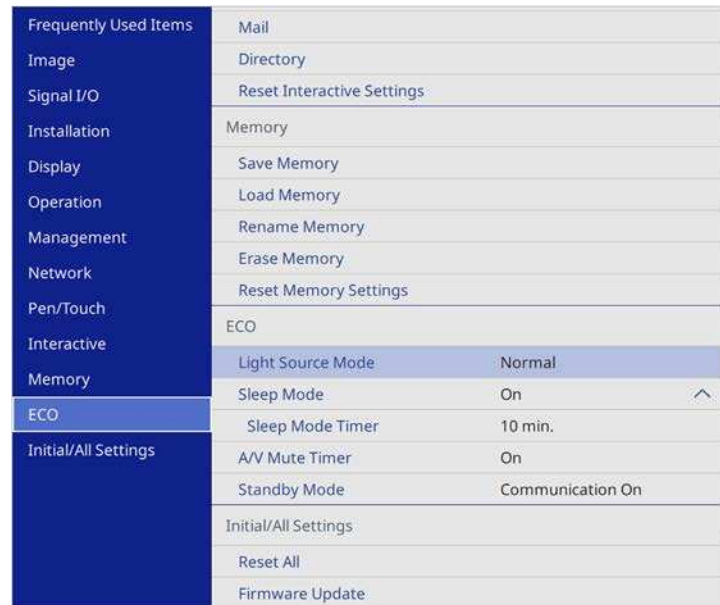 Frequently Used Items
Image
Signal I/O
Installation
Display
Operation
Management
Network
Pen/Touch
Interactive
Memory
ECO
Initial/All Settings
Mail
Directory
Reset Interactive Settings
Memory
Save Memory
Load Memory
Rename Memory
Erase Memory
Reset Memory Settings
ECO
Light Source Mode Normal
Sleep Mode On
Sleep Mode Timer 10 min.
A/V Mute Timer On
Standby Mode Communication On
Initial/All Settings
Reset All
Firmware Update